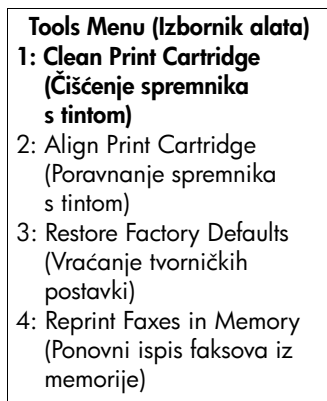 Tools Menu (Izbornik alata)
1: Clean Print Cartridge
(Čišćenje spremnika
s tintom)
2: Align Print Cartridge
(Poravnanje spremnika
s tintom)
3: Restore Factory Defaults
(Vraćanje tvorničkih
postavki)
4: Reprint Faxes in Memory
(Ponovni ispis faksova iz
memorije)